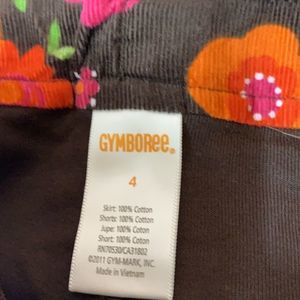 GYMBOREE.
4
Skirt: 100% Cotton
Shorts: 100% Cotton
Jupe: 100% Coton
Short: 100% Coton
RN70530/CA31802
©2011 GYM-MARK, INC.
Made in Vietnam